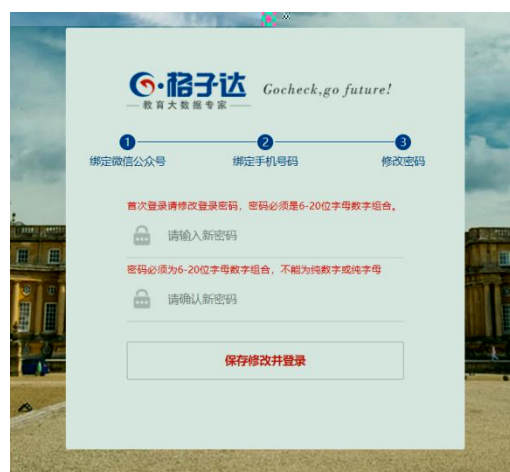 格子达
教育大数据专家
Gocheck,go future!
1 2 3
绑定微信公众号 绑定手机号码 修改密码
首次登录请修改登录密码，密码必须是6-20位字母数字组合。
请输入新密码
密码必须为6-20位字母数字组合，不能为纯数字或纯字母
请确认新密码
保存修改并登录